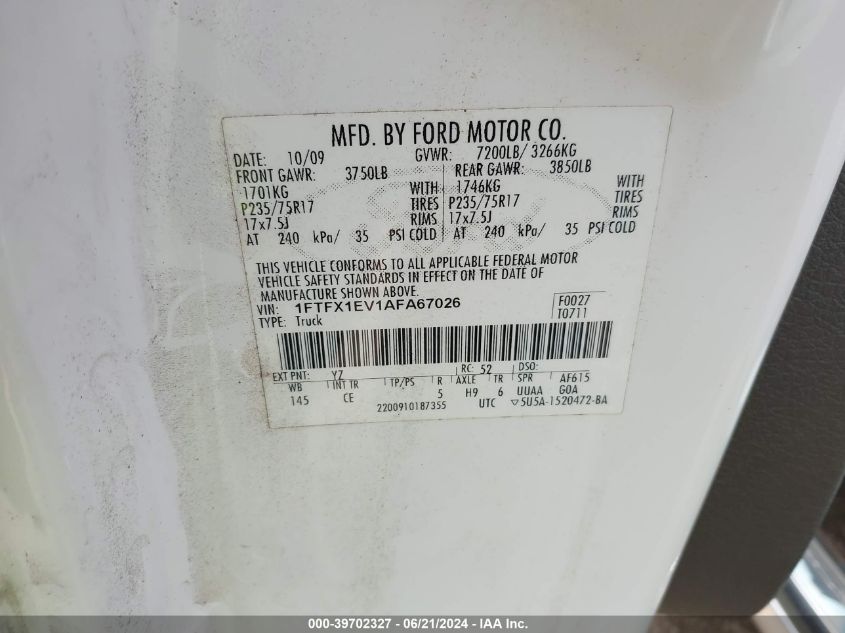 MFD. BY FORD MOTOR CO.
DATE: 10/09 GVWR: 7200LB/ 3266KG
FRONT GAWR: 3750LB REAR GAWR: 3850LB
1701KG WITH 1746KG WITH
P235/75R17 TIRES P235/75R17 TIRES
17x7.5J RIMS 17x7.5J RIMS
AT 240 kPa/ 35 PSI COLD AT 240 kPa/ 35 PSI COLD
THIS VEHICLE CONFORMS TO ALL APPLICABLE FEDERAL MOTOR
VEHICLE SAFETY STANDARDS IN EFFECT ON THE DATE OF
MANUFACTURE SHOWN ABOVE.
VIN: 1FTFX1EV1AFA67026 F0027
TYPE: Truck T0711
EXT PNT: YZ RC: 52 DSO:
WB INT TR TP/PS R AXLE TR SPR AF615
145 CE 5 H9 6 UUAA GOA
2200910187355 UTC ▽5U5A-1520472-BA
000-39702327 - 06/21/2024 - IAA Inc.